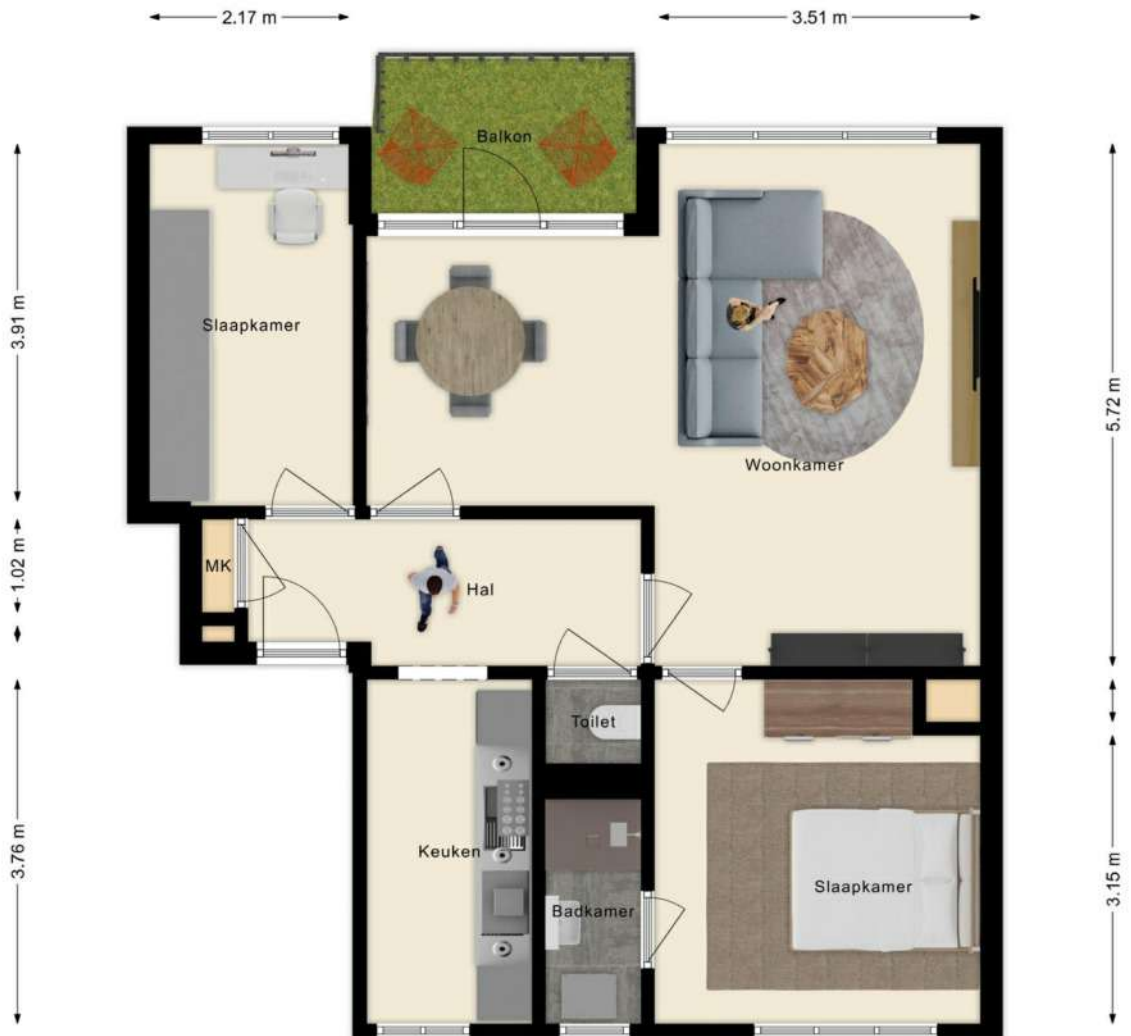 2.17 m
3.51 m
Balkon
3.91 m
Slaapkamer
5.72 m
Woonkamer
1.02 m
MK
Hal
Toilet
3.76 m
Keuken
Slaapkamer
3.15 m
Badkamer